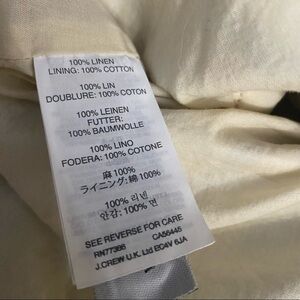 100% LINEN
LINING: 100% COTTON
100% LIN
DOUBLURE: 100% COTON
100% LEINEN
FUTTER:
100% BAUMWOLLE
100% LINO
FODERA: 100% COTONE
麻 100%
ライニング: 綿 100%
100% 리넨
안감: 100% 면
SEE REVERSE FOR CARE
RN77388 CA56445
J.CREW U.K. Ltd EC4V 6JA